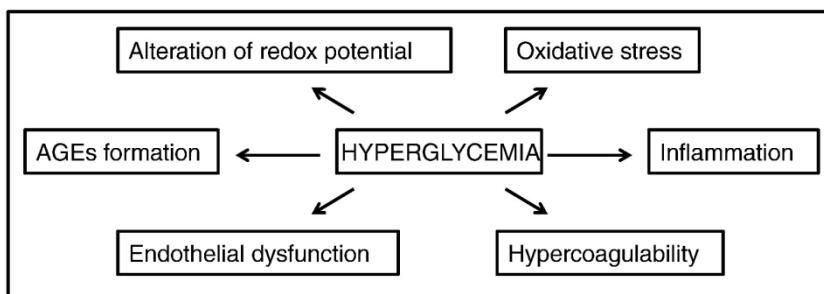 Alteration of redox potential
Oxidative stress
AGEs formation
HYPERGLYCEMIA
Inflammation
Endothelial dysfunction
Hypercoagulability